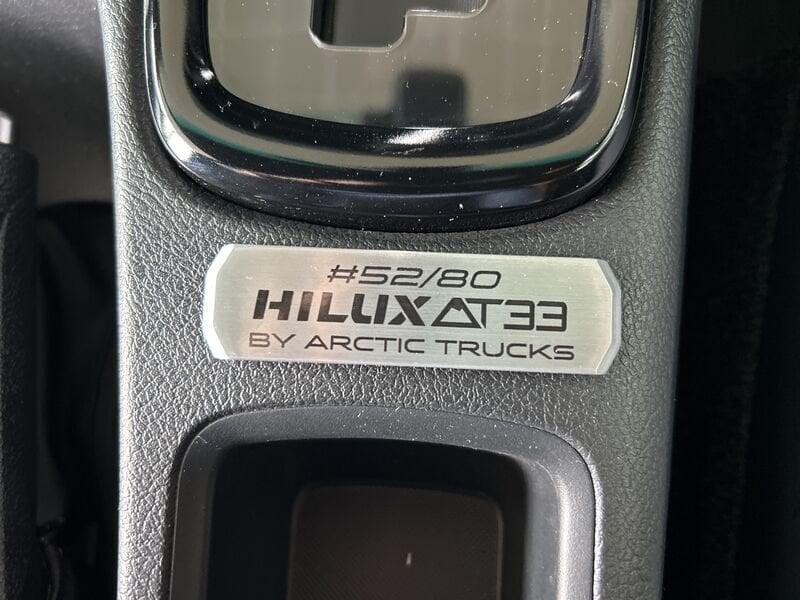 #52/80
HILUX AT33
BY ARCTIC TRUCKS